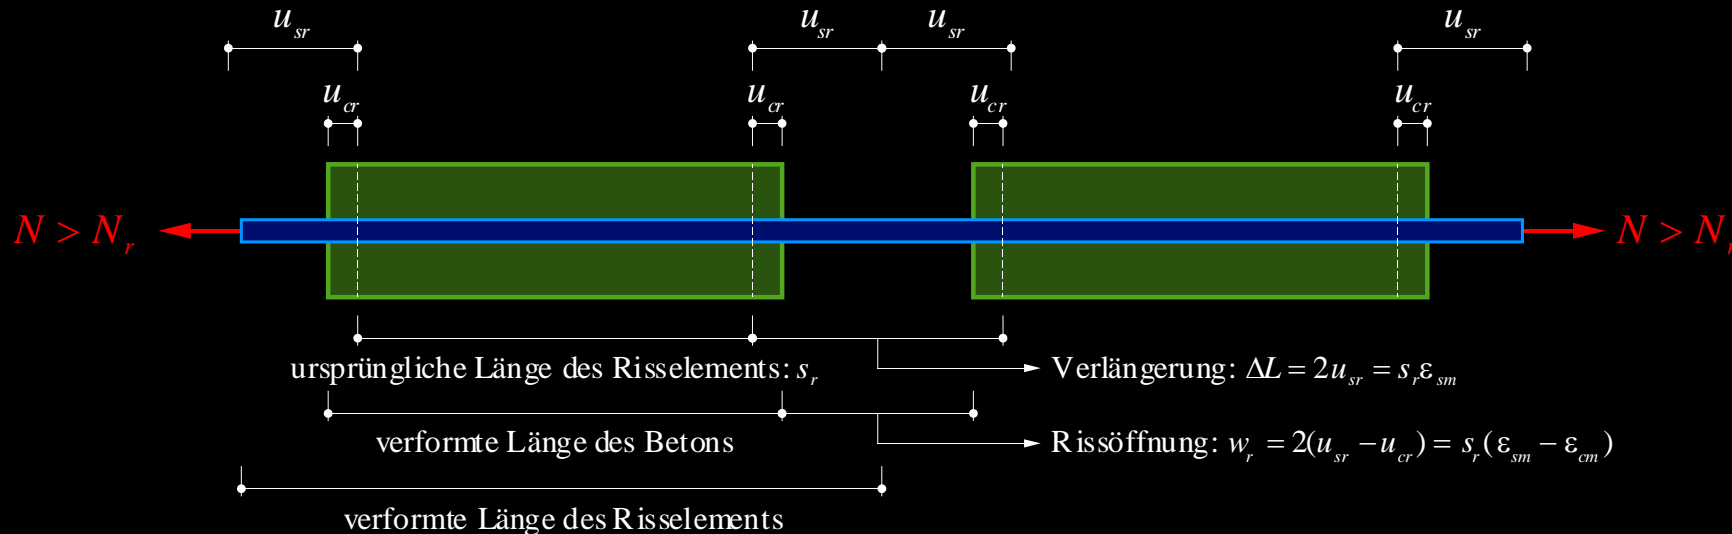 u_sr u_sr u_sr u_sr
u_cr u_cr u_cr u_cr
N > N_r N > N_r
ursprüngliche Länge des Risselements: s_r
Verlängerung: ΔL = 2u_sr = s_r ε_sm
verformte Länge des Betons
Rissöffnung: w_r = 2(u_sr − u_cr) = s_r(ε_sm − ε_cm)
verformte Länge des Risselements